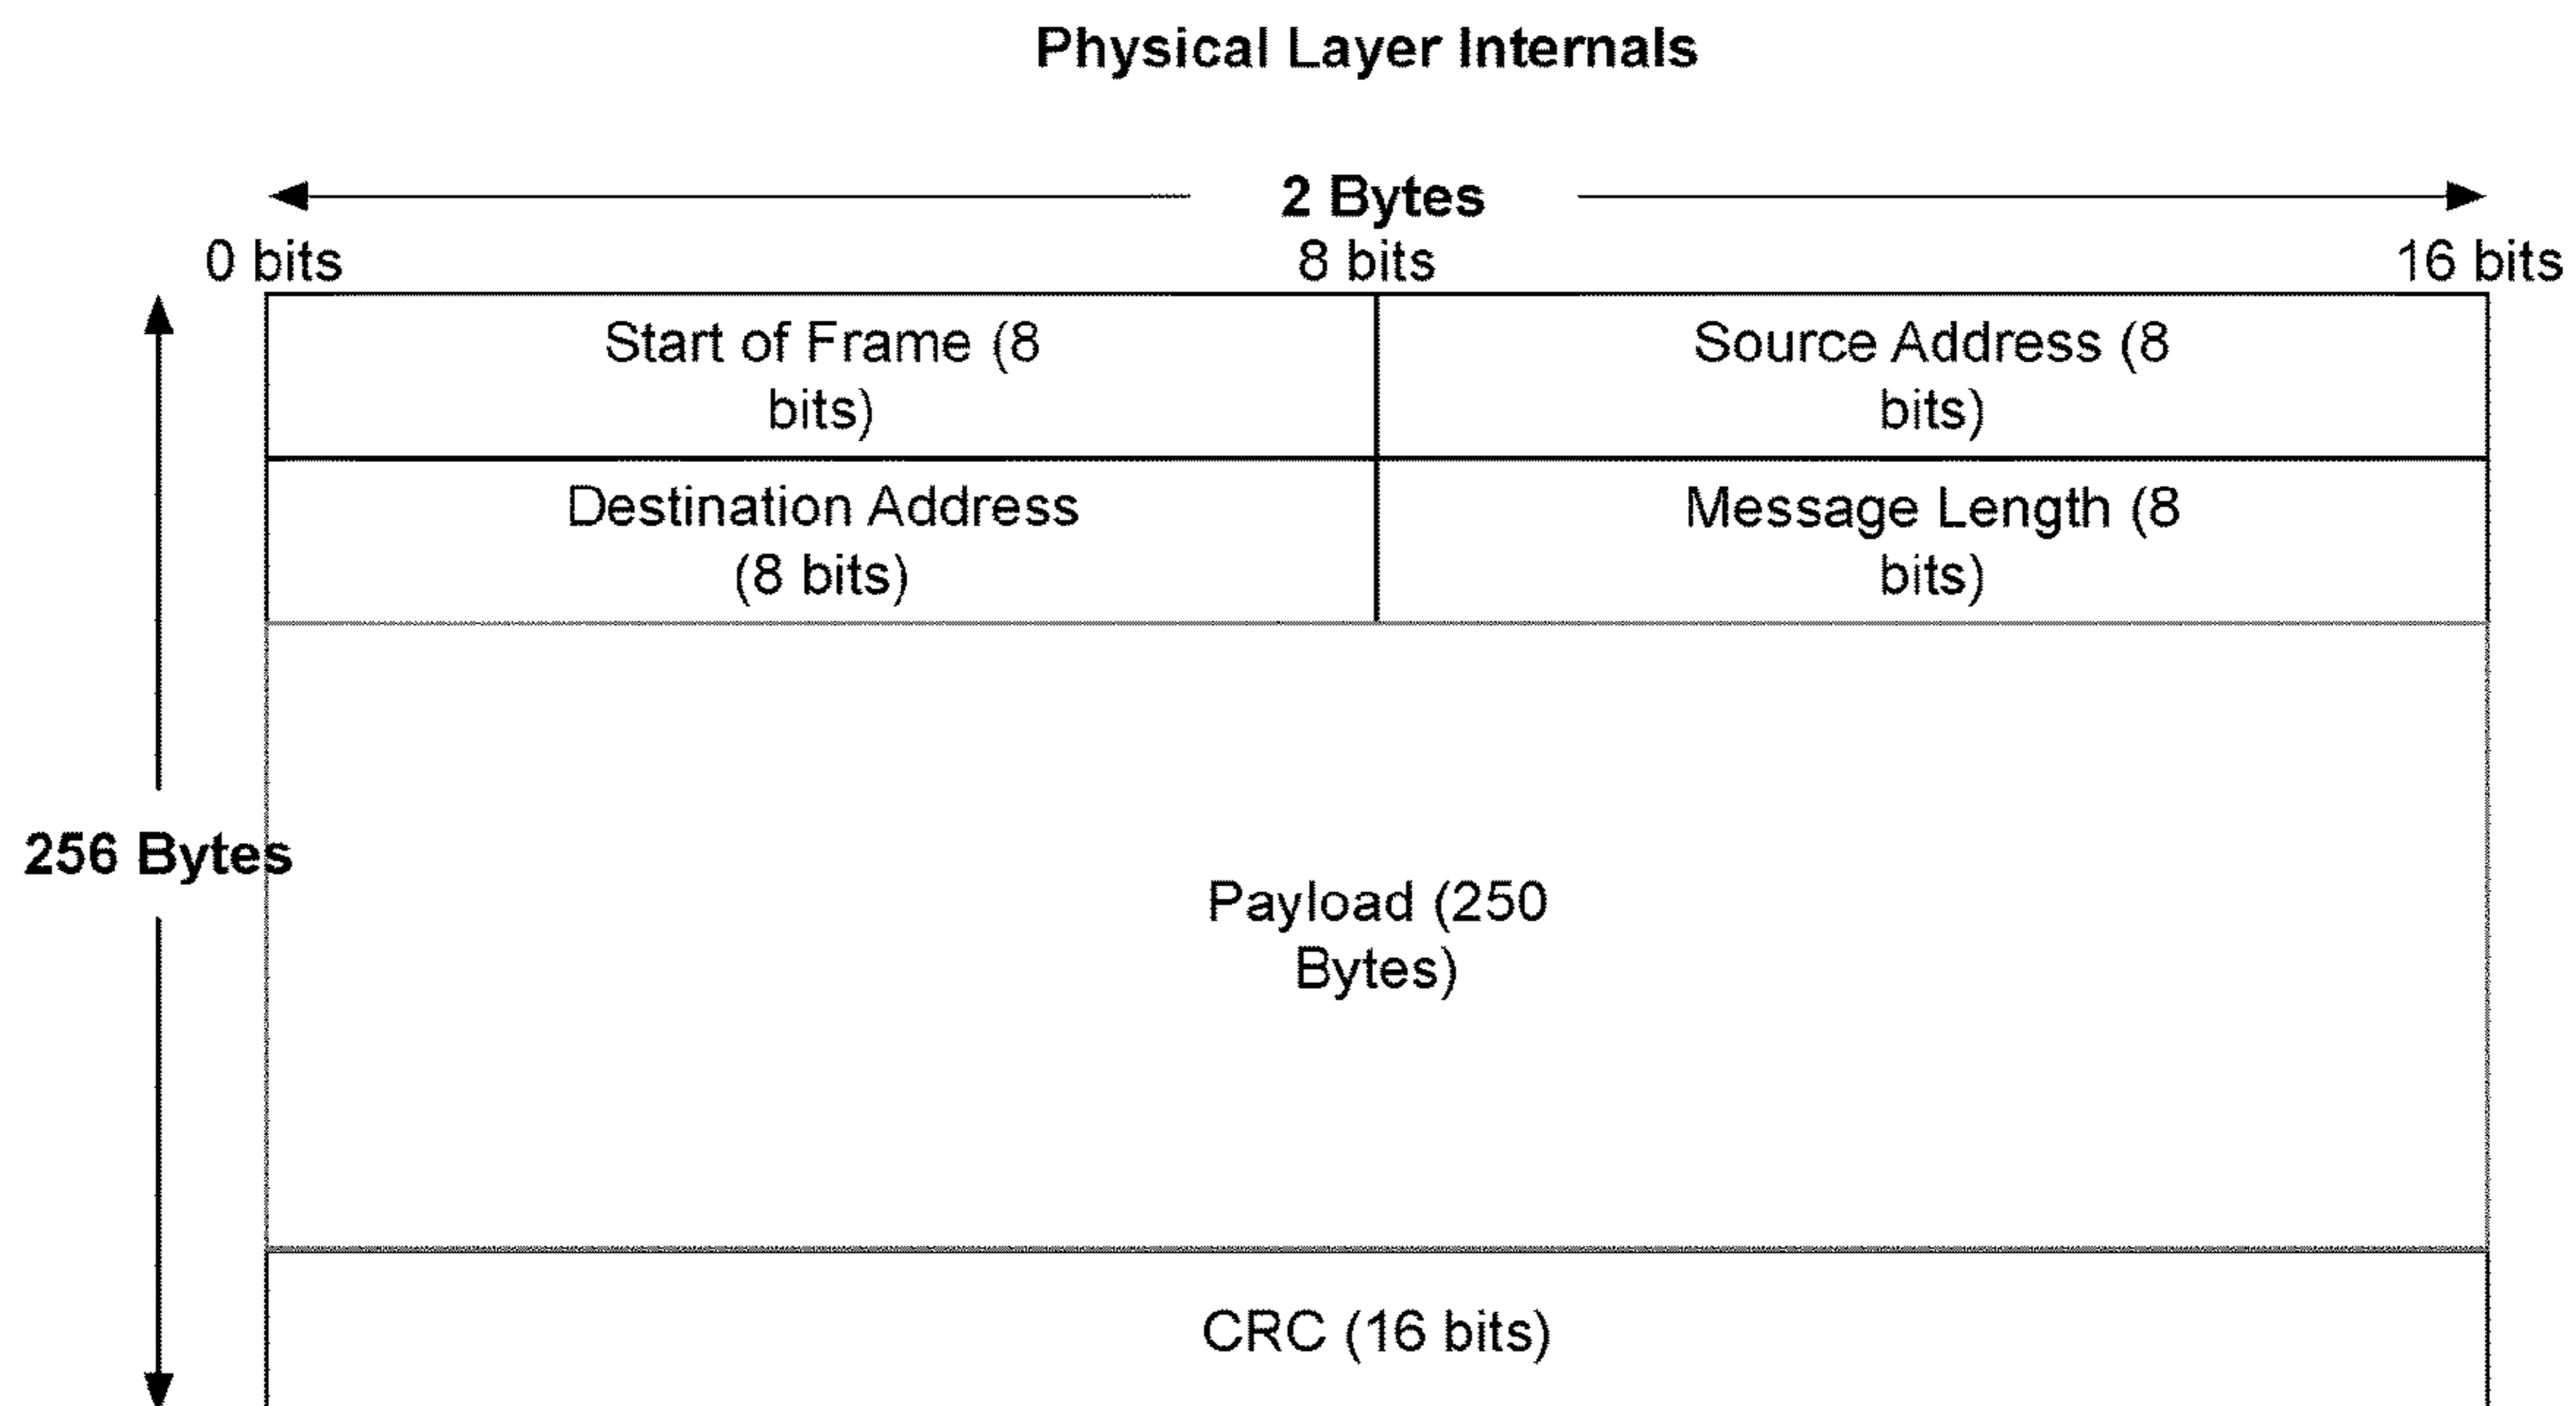 Physical Layer Internals
2 Bytes
0 bits
8 bits
16 bits
Start of Frame (8
bits)
Source Address (8
bits)
Destination Address
(8 bits)
Message Length (8
bits)
256 Bytes
Payload (250
Bytes)
CRC (16 bits)